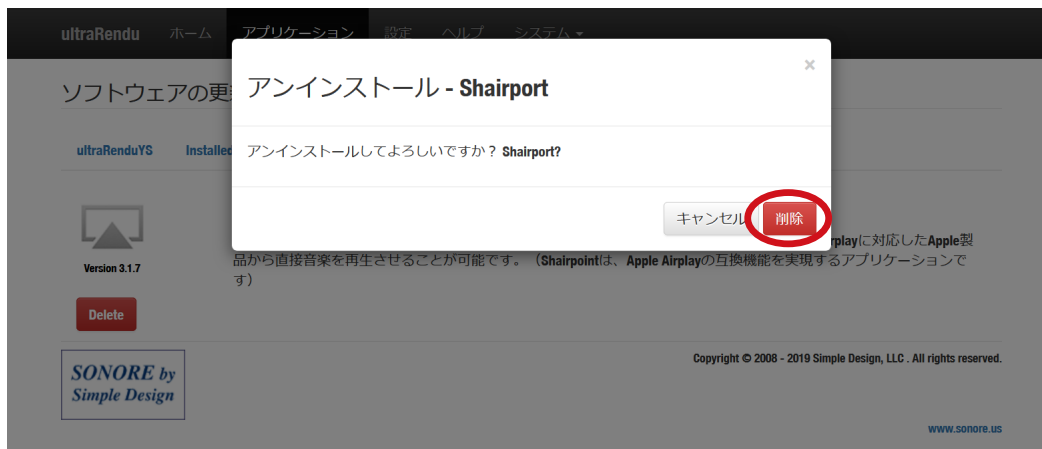 ultraRendu ホーム アプリケーション 設定 ヘルプ システム
ソフトウェアの更
×
アンインストール - Shairport
アンインストールしてよろしいですか？ Shairport?
キャンセル 削除
ultraRenduYS Installed
rplayに対応したApple製
品から直接音楽を再生させることが可能です。（Shairpointは、Apple Airplayの互換機能を実現するアプリケーションで
す）
Version 3.1.7
Delete
SONORE by
Simple Design
Copyright © 2008 - 2019 Simple Design, LLC . All rights reserved.
www.sonore.us